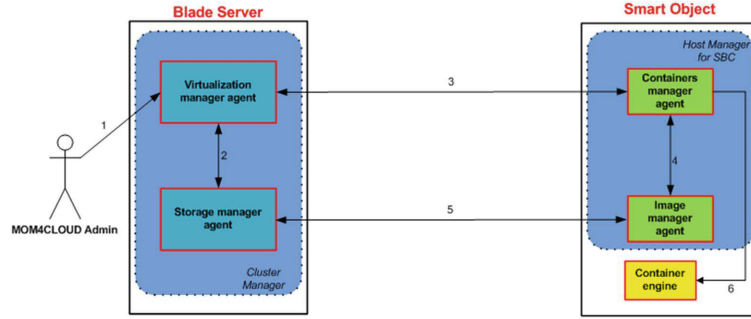 Blade Server
Smart Object
Host Manager
for SBC
Virtualization
manager agent
Containers
manager
agent
1
3
2
4
MOM4CLOUD Admin
Storage manager
agent
5
Image
manager
agent
Cluster
Manager
Container
engine
6